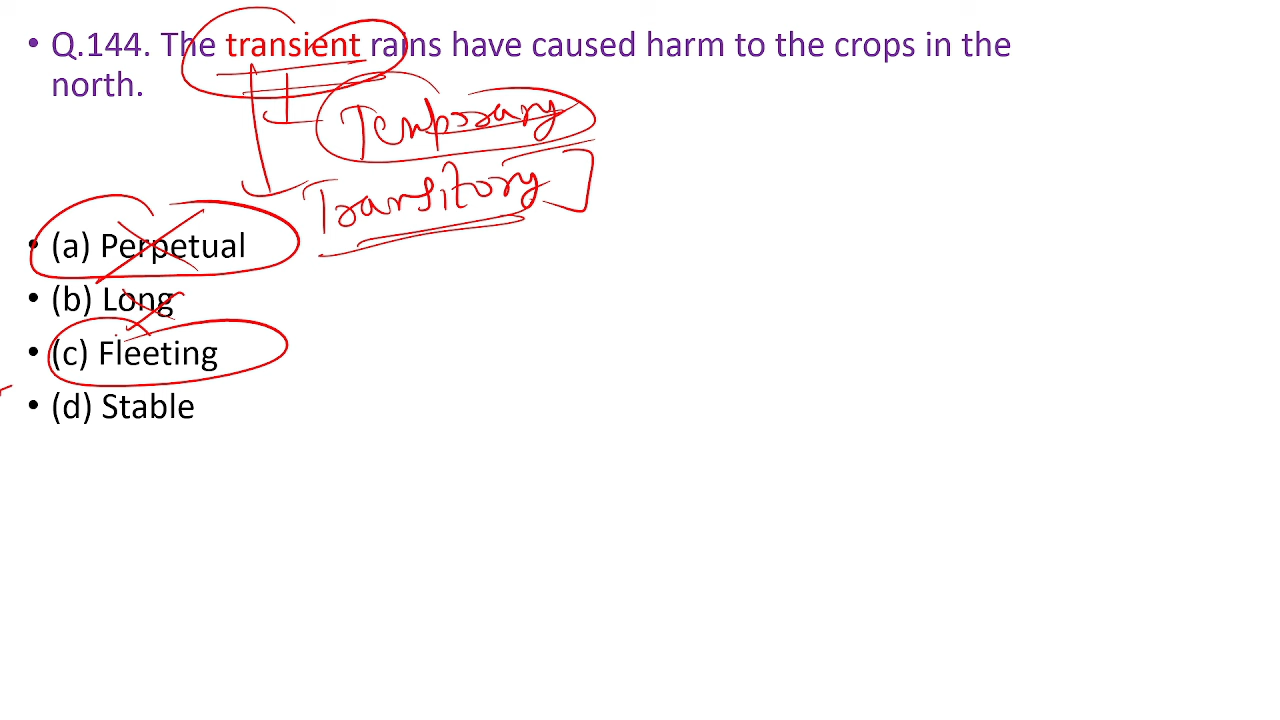 • Q.144. The transient rains have caused harm to the crops in the
north.
Temporary
Transitory
• (a) Perpetual
• (b) Long
• (c) Fleeting
• (d) Stable